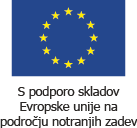 S podporo skladov
Evropske unije na
področju notranjih zadev